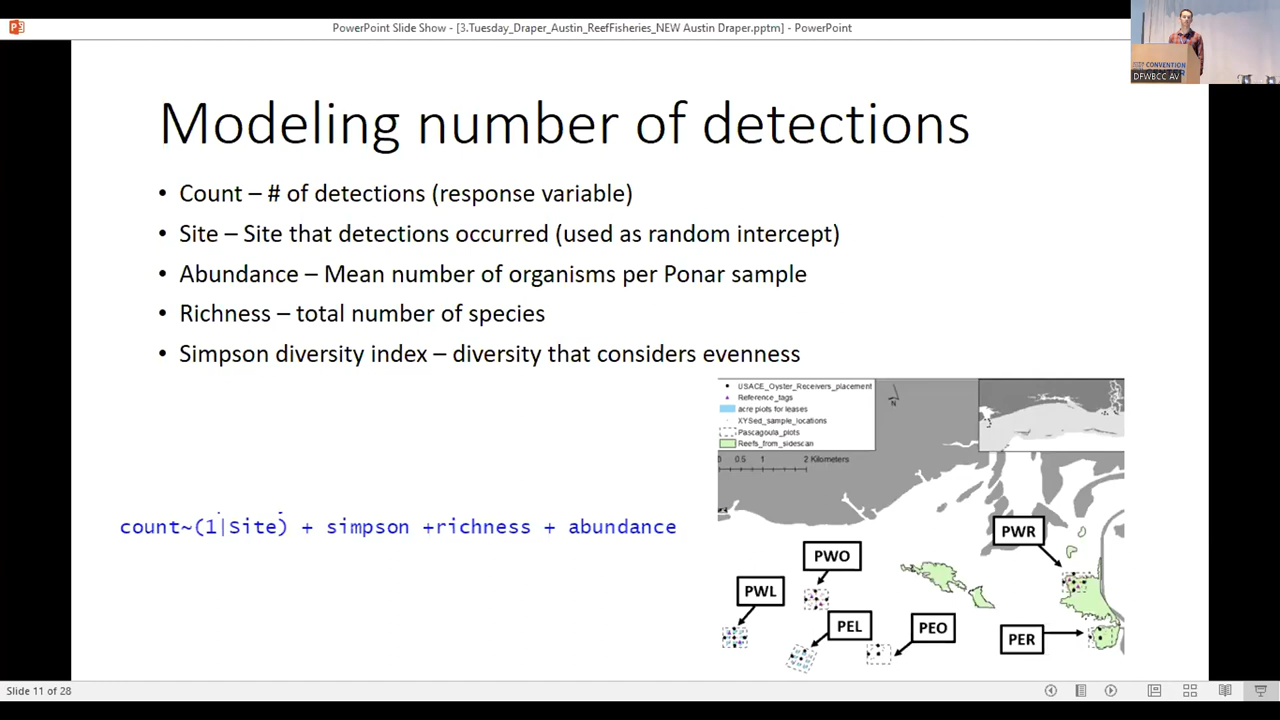 PowerPoint Slide Show - [3.Tuesday_Draper_Austin_ReefFisheries_NEW Austin Draper.pptm] - PowerPoint
CONVENTION
DFWBCC AV
Modeling number of detections
• Count – # of detections (response variable)
• Site – Site that detections occurred (used as random intercept)
• Abundance – Mean number of organisms per Ponar sample
• Richness – total number of species
• Simpson diversity index – diversity that considers evenness
USACE_Oyster_Receivers_placement
Reference_tags
acre plots for leases
XYSed_sample_locations
Pascagoula_plots
Reefs_from_sidescan
N
0 0.5 1 2 Kilometers
count~(1|Site) + simpson +richness + abundance
PWR
PWO
PWL
PEL
PEO
PER
Slide 11 of 28